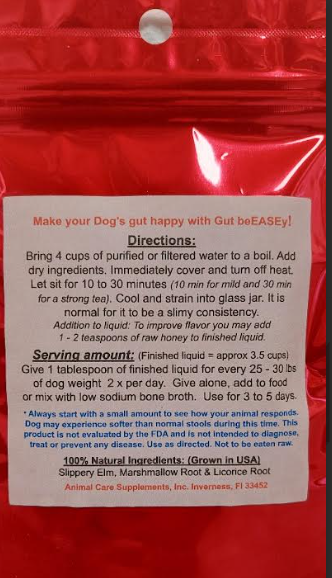 Make your Dog's gut happy with Gut beEASEy!
Directions:
Bring 4 cups of purified or filtered water to a boil. Add
dry ingredients. Immediately cover and turn off heat.
Let sit for 10 to 30 minutes (10 min for mild and 30 min
for a strong tea). Cool and strain into glass jar. It is
normal for it to be a slimy consistency.
Addition to liquid: To improve flavor you may add
1 - 2 teaspoons of raw honey to finished liquid.
Serving amount: (Finished liquid = approx 3.5 cups)
Give 1 tablespoon of finished liquid for every 25 - 30 lbs
of dog weight 2 x per day. Give alone, add to food
or mix with low sodium bone broth. Use for 3 to 5 days.
* Always start with a small amount to see how your animal responds.
Dog may experience softer than normal stools during this time. This
product is not evaluated by the FDA and is not intended to diagnose,
treat or prevent any disease. Use as directed. Not to be eaten raw.
100% Natural Ingredients: (Grown in USA)
Slippery Elm, Marshmallow Root & Licorice Root
Animal Care Supplements, Inc. Inverness, Fl 33452